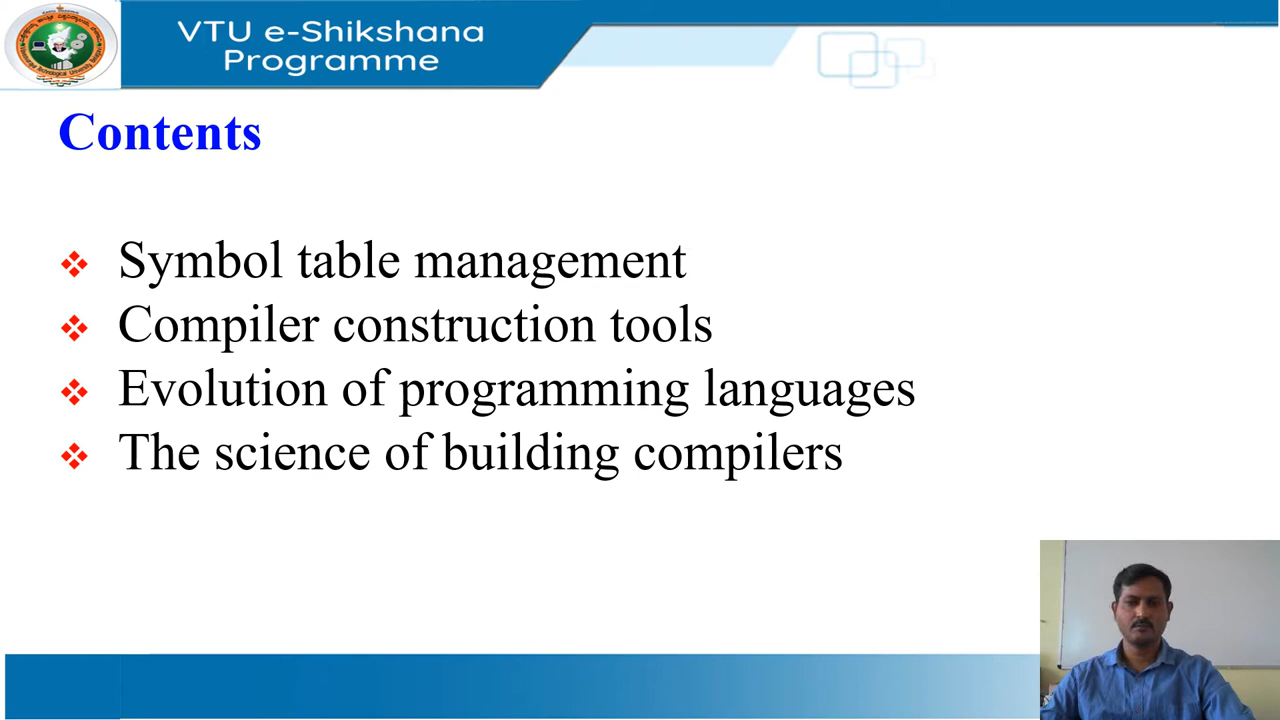 VTU e-Shikshana
Programme
Contents
Symbol table management
Compiler construction tools
Evolution of programming languages
The science of building compilers